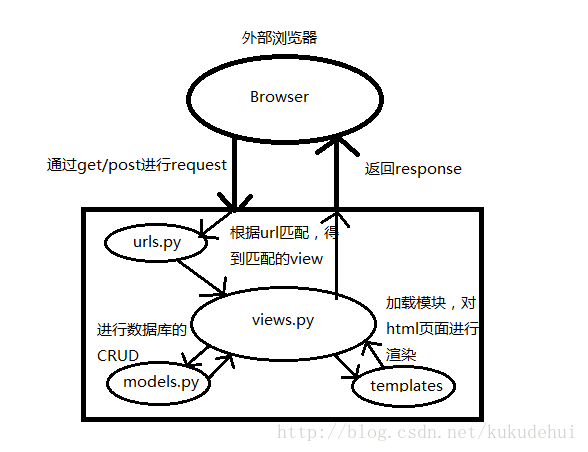 外部浏览器
Browser
通过get/post进行request
返回response
urls.py
根据url匹配，得
到匹配的view
views.py
加载模块，对
html页面进行
渲染
进行数据库的
CRUD
models.py
templates
http://blog.csdn.net/kukudehui